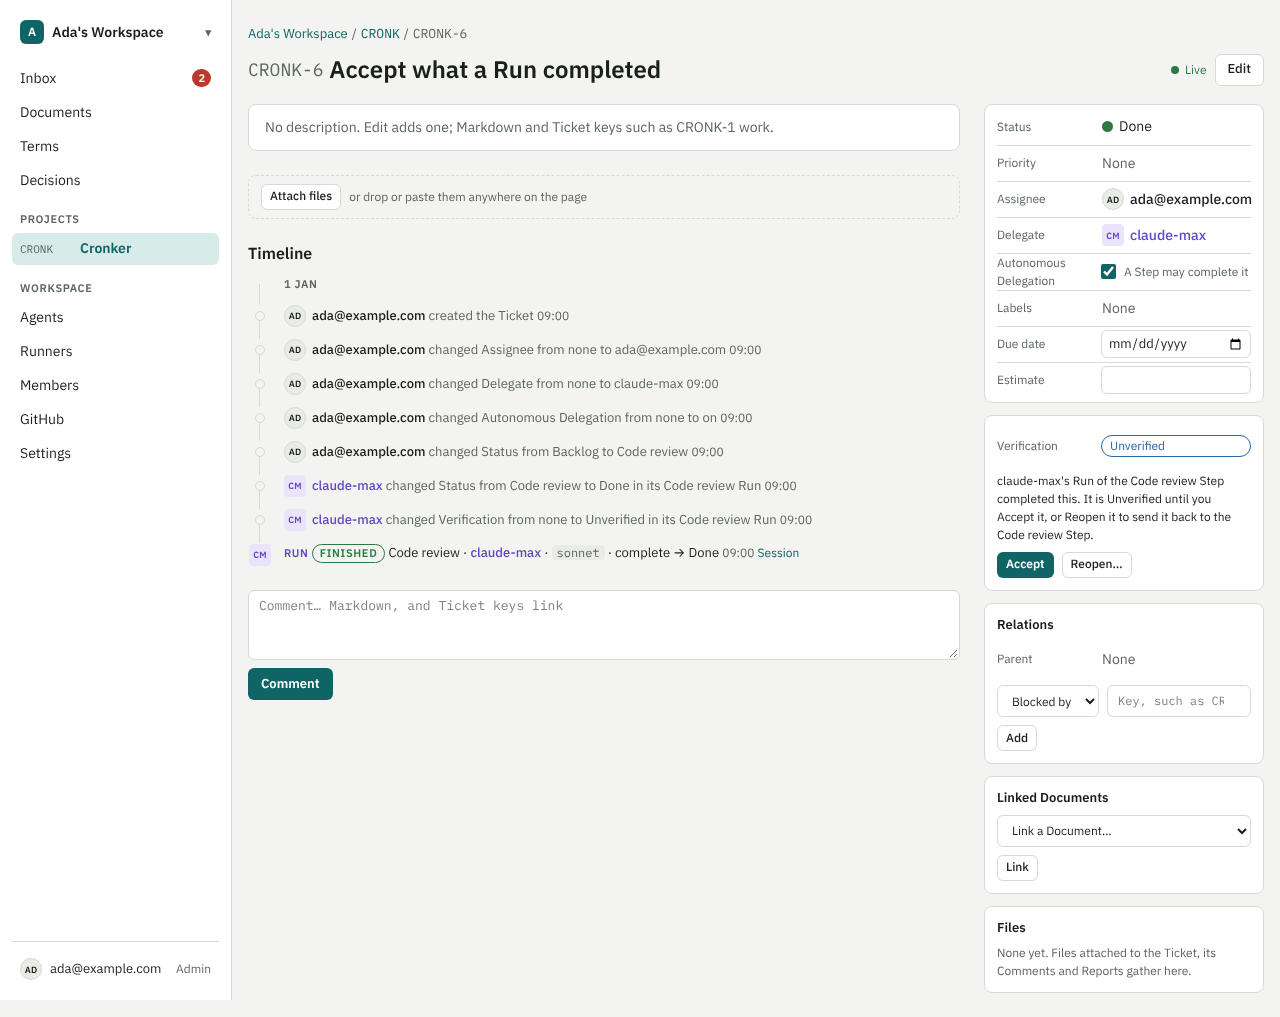 A Ada's Workspace ▾
Inbox 2
Documents
Terms
Decisions
PROJECTS
CRONK Cronker
WORKSPACE
Agents
Runners
Members
GitHub
Settings
AD ada@example.com Admin
Ada's Workspace / CRONK / CRONK-6
CRONK-6 Accept what a Run completed
Live Edit
No description. Edit adds one; Markdown and Ticket keys such as CRONK-1 work.
Attach files or drop or paste them anywhere on the page
Timeline
1 JAN
AD ada@example.com created the Ticket 09:00
AD ada@example.com changed Assignee from none to ada@example.com 09:00
AD ada@example.com changed Delegate from none to claude-max 09:00
AD ada@example.com changed Autonomous Delegation from none to on 09:00
AD ada@example.com changed Status from Backlog to Code review 09:00
CM claude-max changed Status from Code review to Done in its Code review Run 09:00
CM claude-max changed Verification from none to Unverified in its Code review Run 09:00
CM RUN FINISHED Code review · claude-max · sonnet · complete → Done 09:00 Session
Comment… Markdown, and Ticket keys link
Comment
Status Done
Priority None
Assignee AD ada@example.com
Delegate CM claude-max
Autonomous
Delegation A Step may complete it
Labels None
Due date mm/dd/yyyy
Estimate
Verification Unverified
claude-max's Run of the Code review Step
completed this. It is Unverified until you
Accept it, or Reopen it to send it back to the
Code review Step.
Accept Reopen…
Relations
Parent None
Blocked by Key, such as CR
Add
Linked Documents
Link a Document…
Link
Files
None yet. Files attached to the Ticket, its
Comments and Reports gather here.